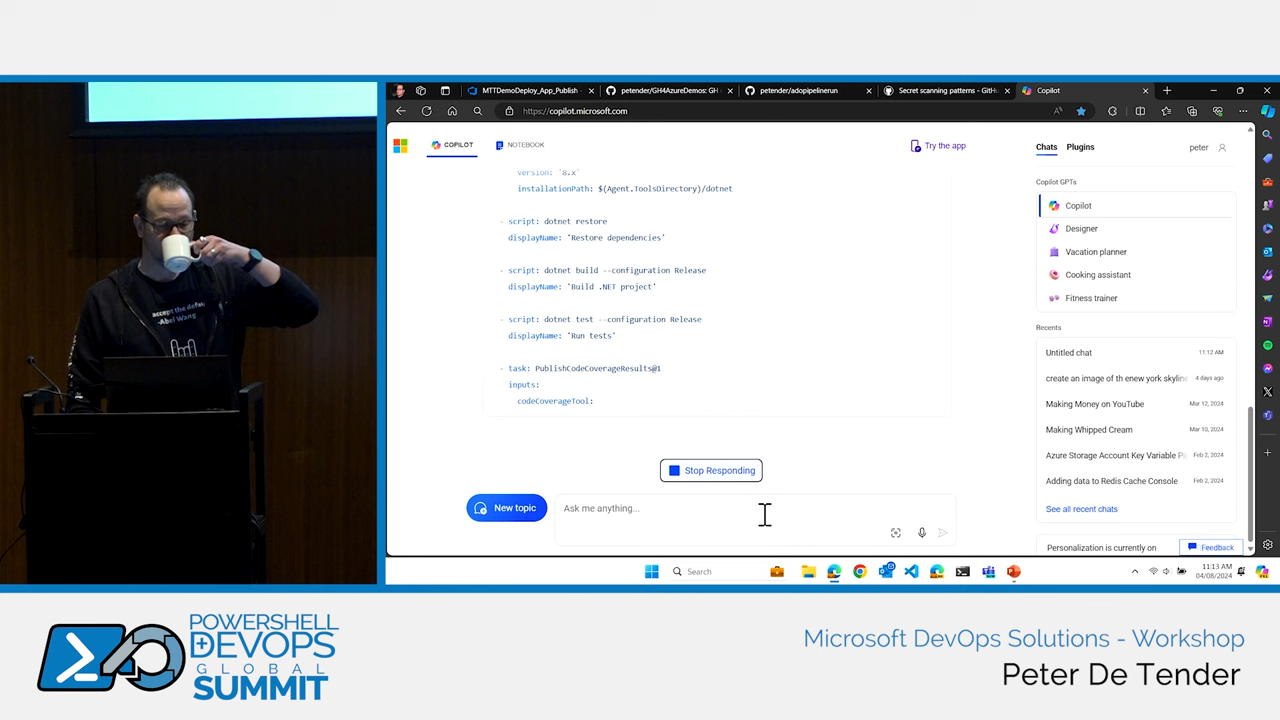 MTTDemoDeploy_App_Publish
petender/GH4AzureDemos: GH
petender/adopipelinerun
Secret scanning patterns - GitHu
Copilot
https://copilot.microsoft.com
COPILOT
NOTEBOOK
Try the app
Chats
Plugins
peter
version: '8.x'
installationPath: $(Agent.ToolsDirectory)/dotnet
- script: dotnet restore
displayName: 'Restore dependencies'
- script: dotnet build --configuration Release
displayName: 'Build .NET project'
- script: dotnet test --configuration Release
displayName: 'Run tests'
- task: PublishCodeCoverageResults@1
inputs:
codeCoverageTool:
Stop Responding
New topic
Ask me anything...
Copilot GPTs
Copilot
Designer
Vacation planner
Cooking assistant
Fitness trainer
Recents
Untitled chat
11:12 AM
create an image of th enew york skyline
4 days ago
Making Money on YouTube
Mar 12, 2024
Making Whipped Cream
Mar 10, 2024
Azure Storage Account Key Variable P
Feb 2, 2024
Adding data to Redis Cache Console
Feb 2, 2024
See all recent chats
Personalization is currently on
Feedback
Search
11:13 AM
04/08/2024
accept the defau
-Abel Wang
POWERSHELL
+DEVOPS
GLOBAL
SUMMIT
Microsoft DevOps Solutions - Workshop
Peter De Tender